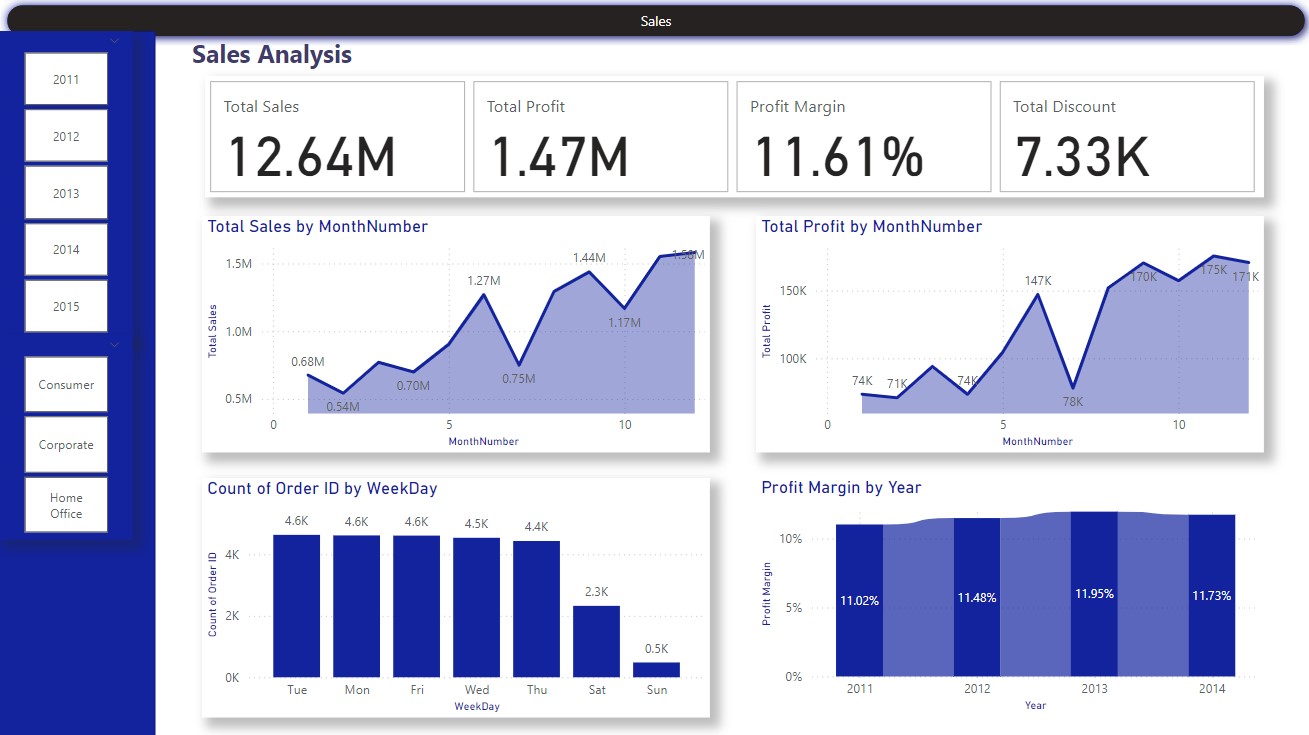 Sales
2011
2012
2013
2014
2015
Consumer
Corporate
Home
Office
Sales Analysis
Total Sales
12.64M
Total Profit
1.47M
Profit Margin
11.61%
Total Discount
7.33K
Total Sales by MonthNumber
Total Sales
1.5M
1.0M
0.5M
0.68M
0.54M
0.70M
1.27M
0.75M
1.44M
1.17M
1.58M
0
5
10
MonthNumber
Total Profit by MonthNumber
Total Profit
150K
100K
74K
71K
74K
147K
78K
170K
175K
171K
0
5
10
MonthNumber
Count of Order ID by WeekDay
Count of Order ID
4K
2K
0K
4.6K
4.6K
4.6K
4.5K
4.4K
2.3K
0.5K
Tue
Mon
Fri
Wed
Thu
Sat
Sun
WeekDay
Profit Margin by Year
Profit Margin
10%
5%
0%
11.02%
11.48%
11.95%
11.73%
2011
2012
2013
2014
Year